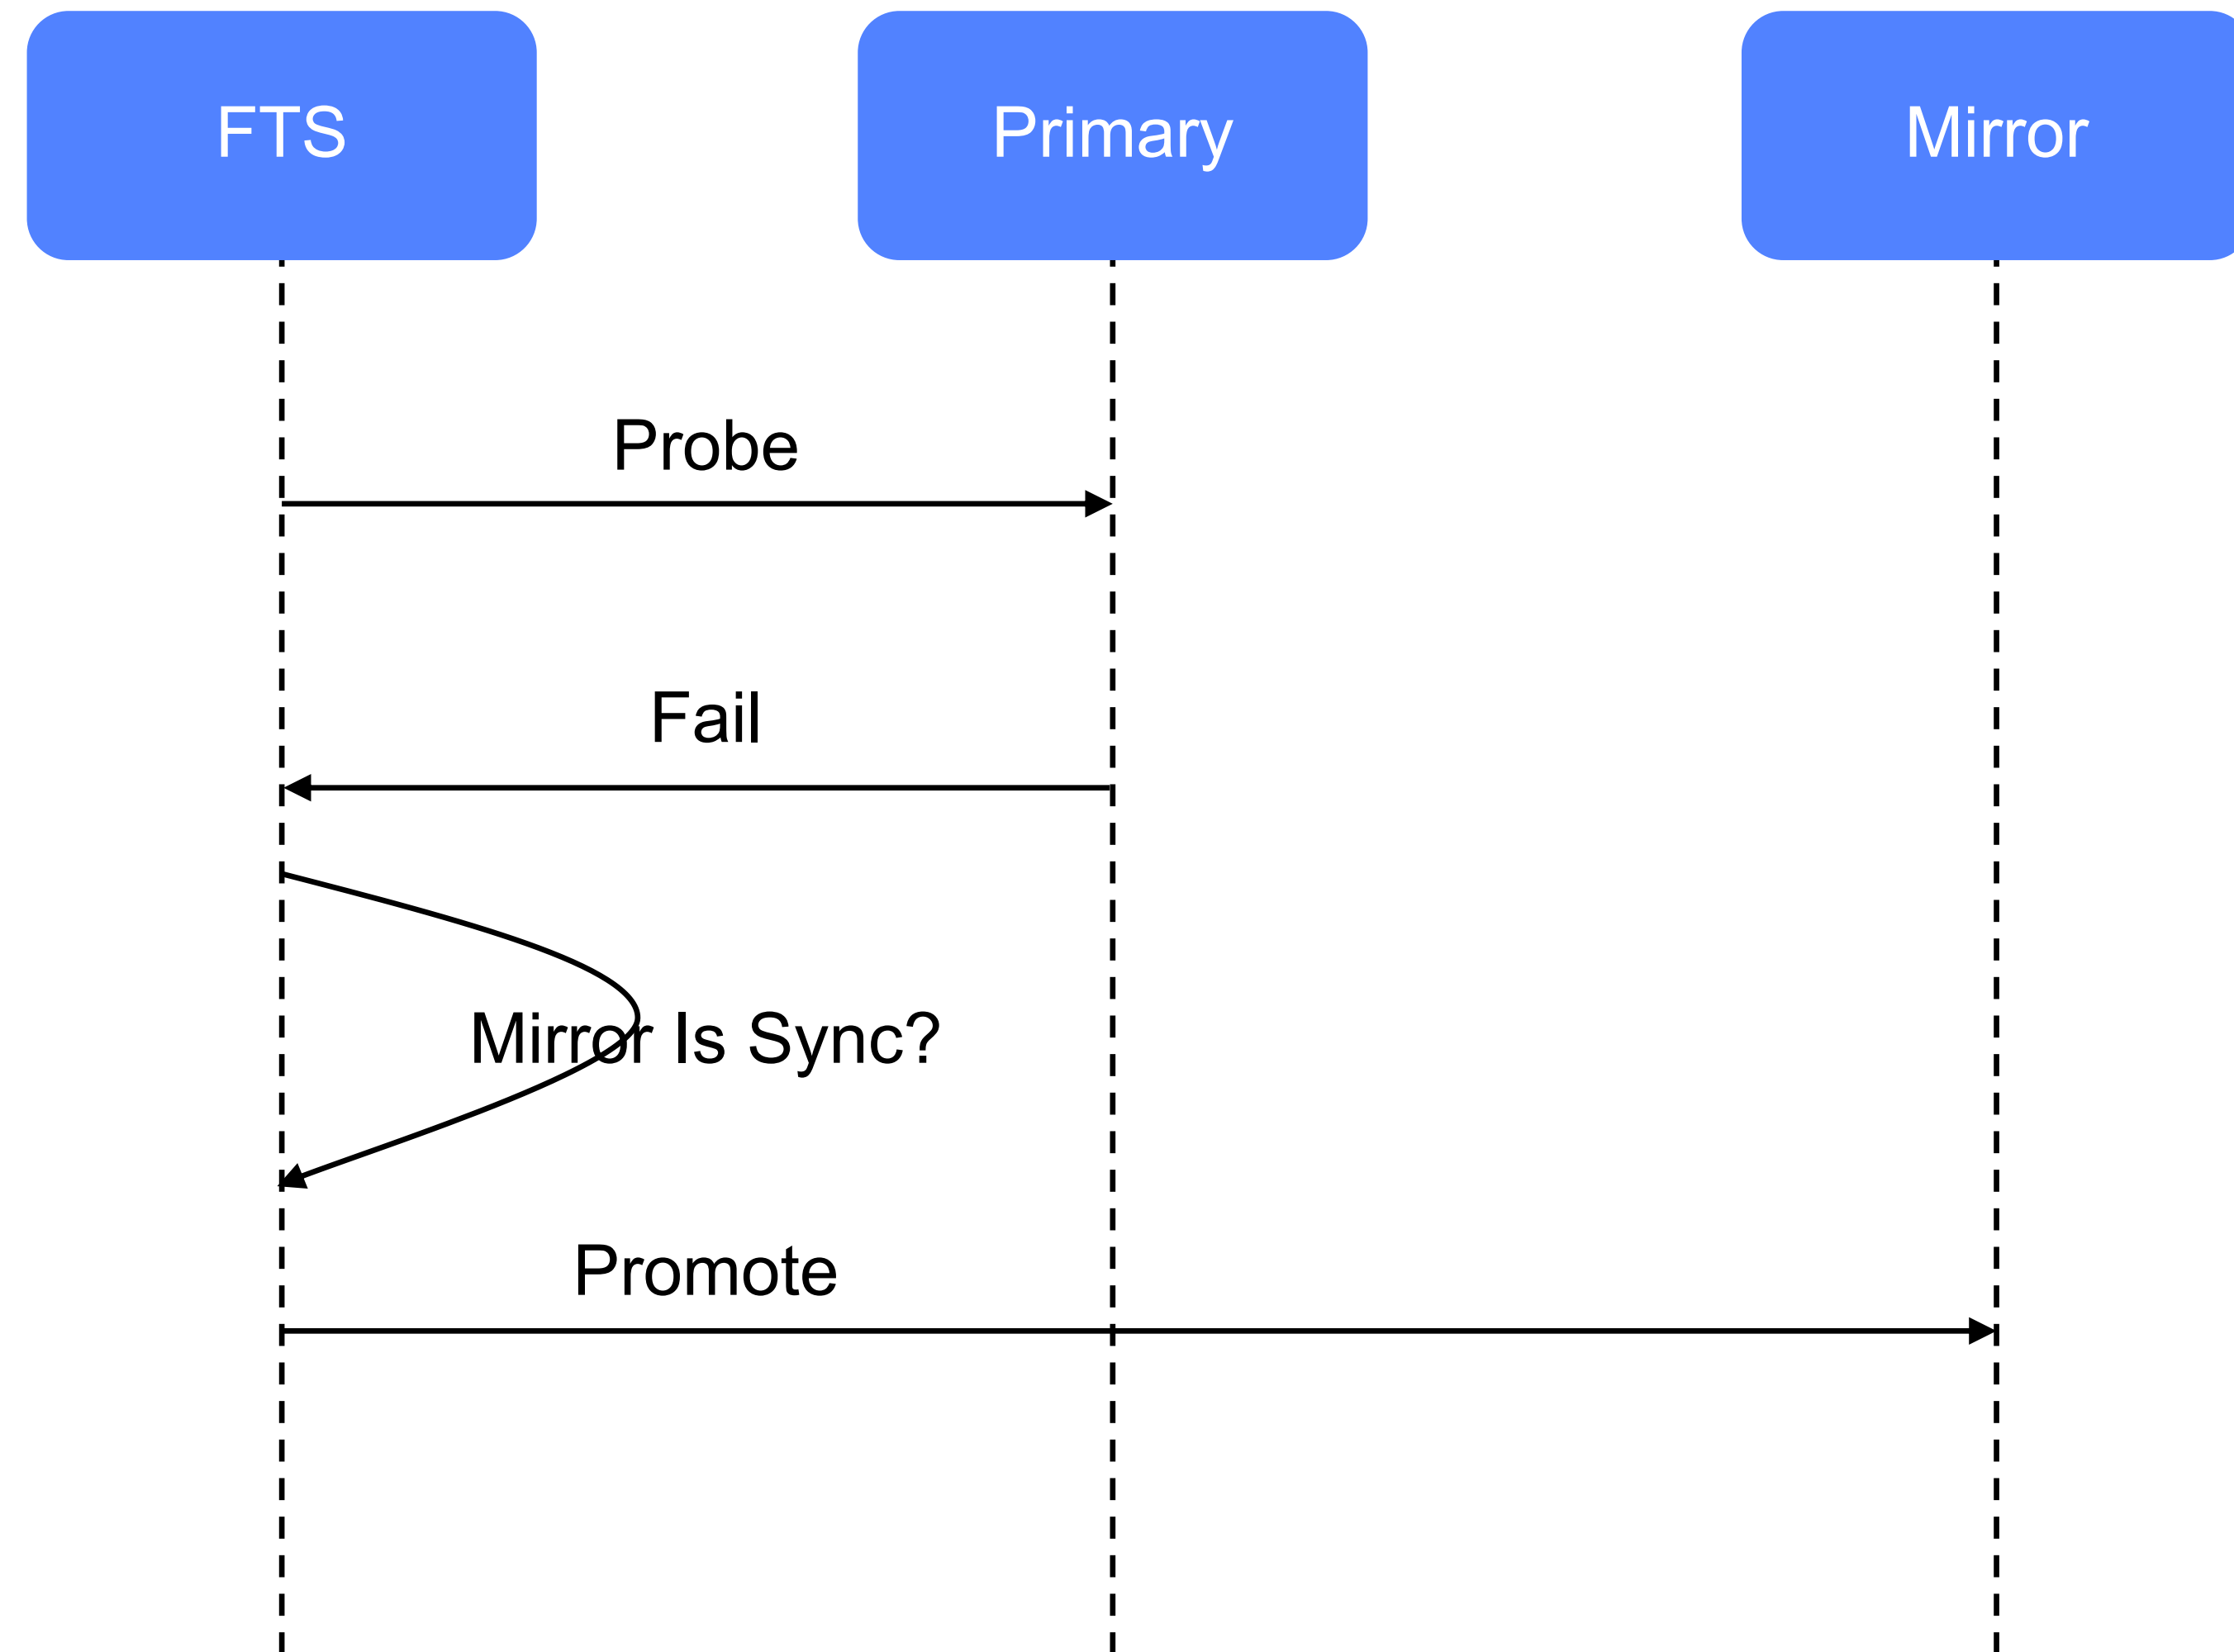 FTS
Primary
Mirror
Probe
Fail
Mirror Is Sync?
Promote